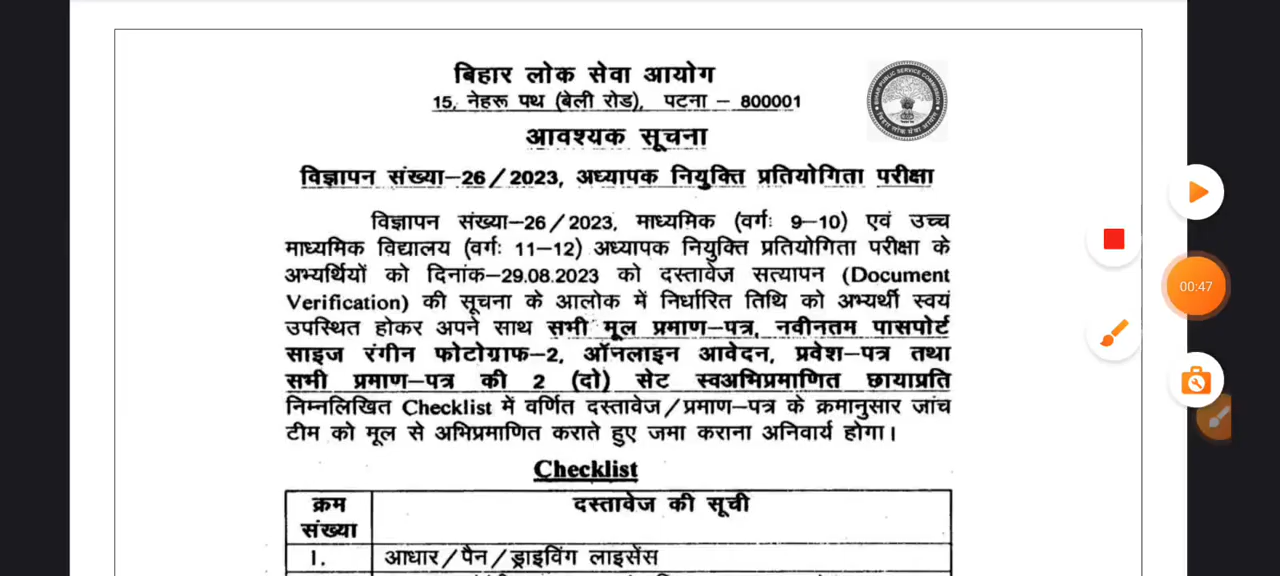 बिहार लोक सेवा आयोग
15, नेहरू पथ (बेली रोड), पटना – 800001
आवश्यक सूचना
विज्ञापन संख्या–26/2023, अध्यापक नियुक्ति प्रतियोगिता परीक्षा
विज्ञापन संख्या–26/2023, माध्यमिक (वर्गः 9–10) एवं उच्च
माध्यमिक विद्यालय (वर्गः 11–12) अध्यापक नियुक्ति प्रतियोगिता परीक्षा के
अभ्यर्थियों को दिनांक–29.08.2023 को दस्तावेज सत्यापन (Document
Verification) की सूचना के आलोक में निर्धारित तिथि को अभ्यर्थी स्वयं
उपस्थित होकर अपने साथ सभी मूल प्रमाण–पत्र, नवीनतम पासपोर्ट
साइज रंगीन फोटोग्राफ–2, ऑनलाइन आवेदन, प्रवेश–पत्र तथा
सभी प्रमाण–पत्र की 2 (दो) सेट स्वअभिप्रमाणित छायाप्रति
निम्नलिखित Checklist में वर्णित दस्तावेज/प्रमाण–पत्र के क्रमानुसार जांच
टीम को मूल से अभिप्रमाणित कराते हुए जमा कराना अनिवार्य होगा।
Checklist
क्रम संख्या दस्तावेज की सूची
1. आधार/पैन/ड्राइविंग लाइसेंस
BIHAR PUBLIC SERVICE COMMISSION
बिहार लोक सेवा आयोग
00:47